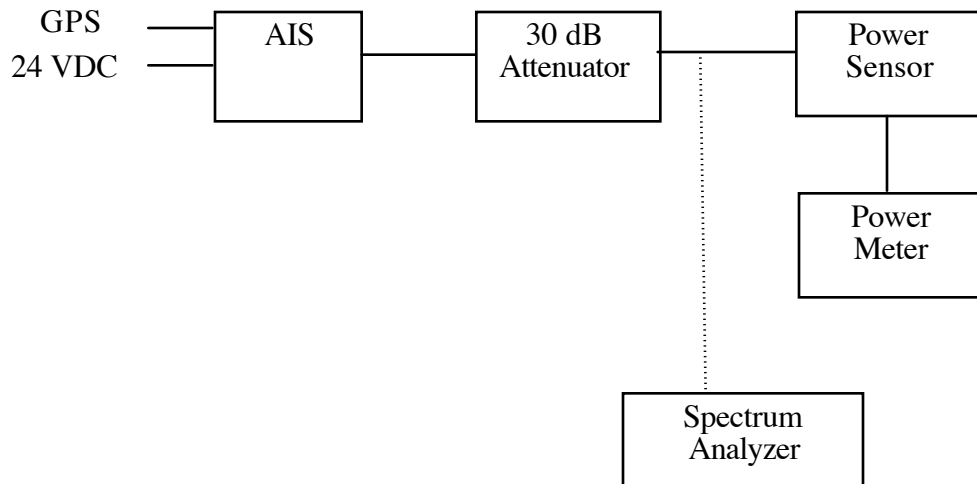 GPS
24 VDC
AIS
30 dB
Attenuator
Power
Sensor
Power
Meter
Spectrum
Analyzer